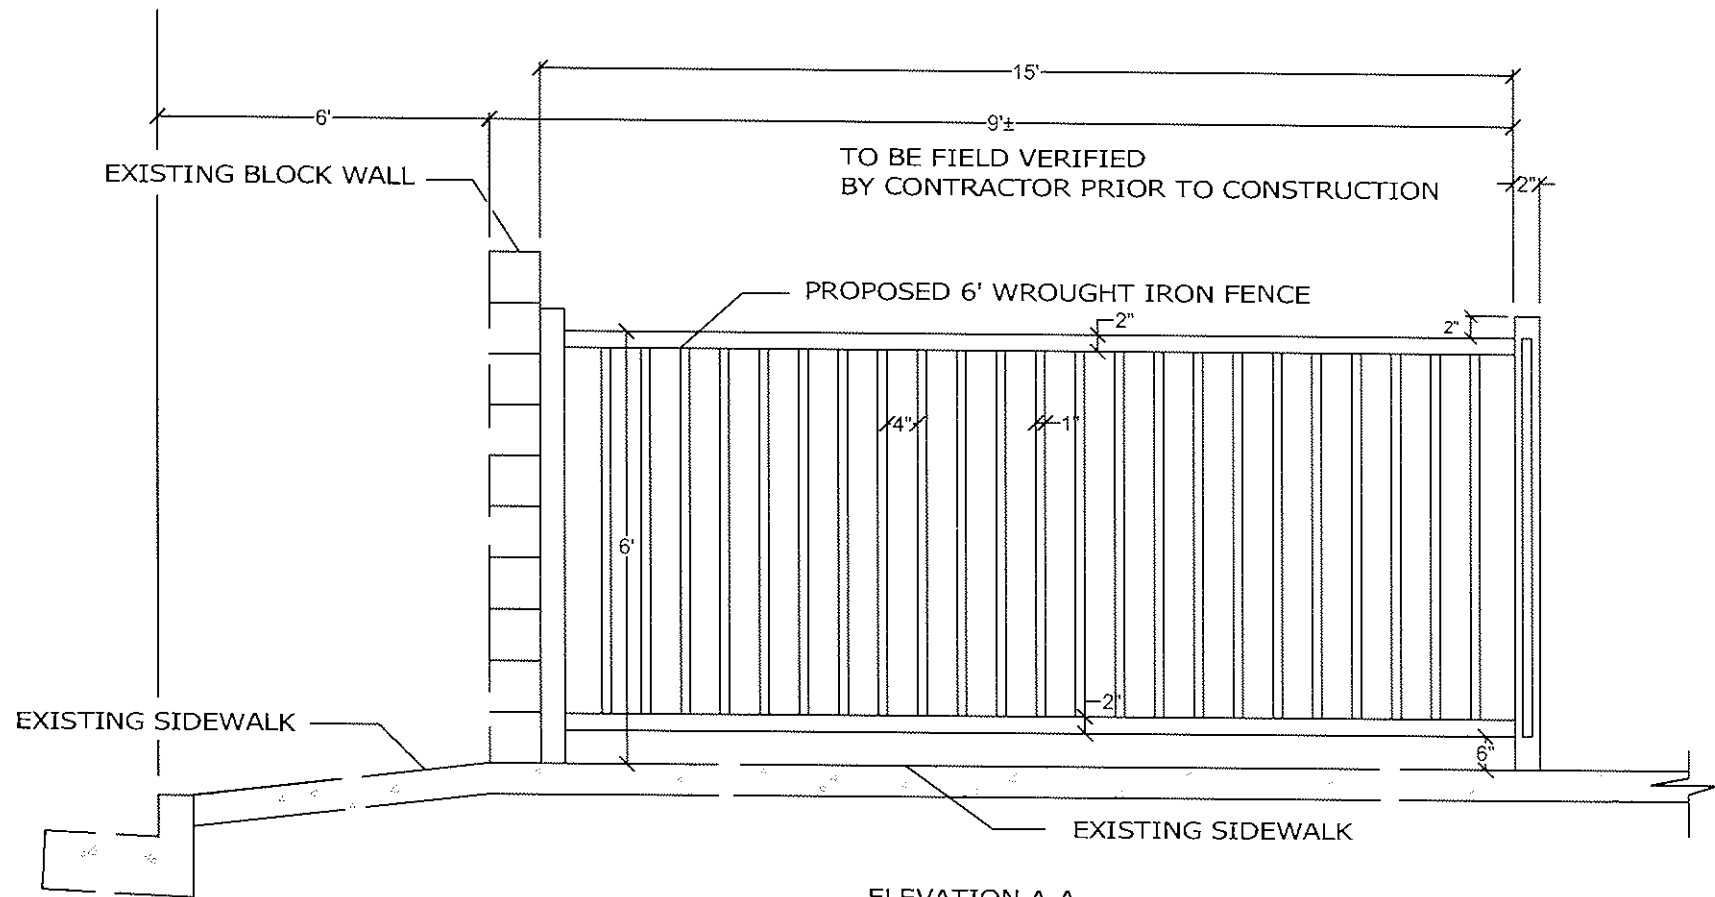 15'
6'
9'±
TO BE FIELD VERIFIED
BY CONTRACTOR PRIOR TO CONSTRUCTION
EXISTING BLOCK WALL
2"
PROPOSED 6' WROUGHT IRON FENCE
2"
2"
4"
1"
6'
2"
EXISTING SIDEWALK
6"
EXISTING SIDEWALK
ELEVATION A-A